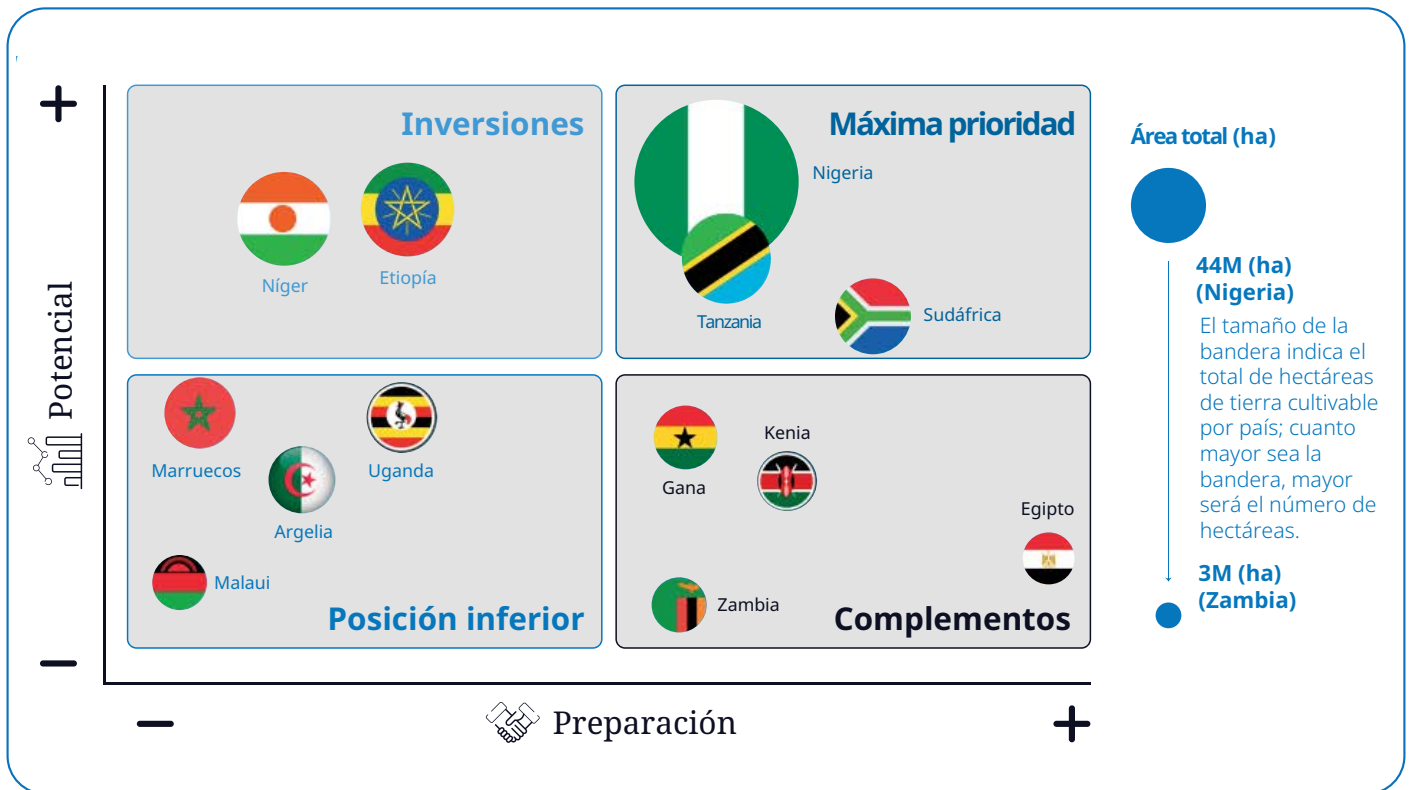 Inversiones
Níger
Etiopía
Máxima prioridad
Nigeria
Tanzania
Sudáfrica
Potencial
Marruecos
Uganda
Argelia
Malaui
Posición inferior
Kenia
Gana
Egipto
Zambia
Complementos
Preparación
Área total (ha)
44M (ha)
(Nigeria)
El tamaño de la
bandera indica el
total de hectáreas
de tierra cultivable
por país; cuanto
mayor sea la
bandera, mayor
será el número de
hectáreas.
3M (ha)
(Zambia)